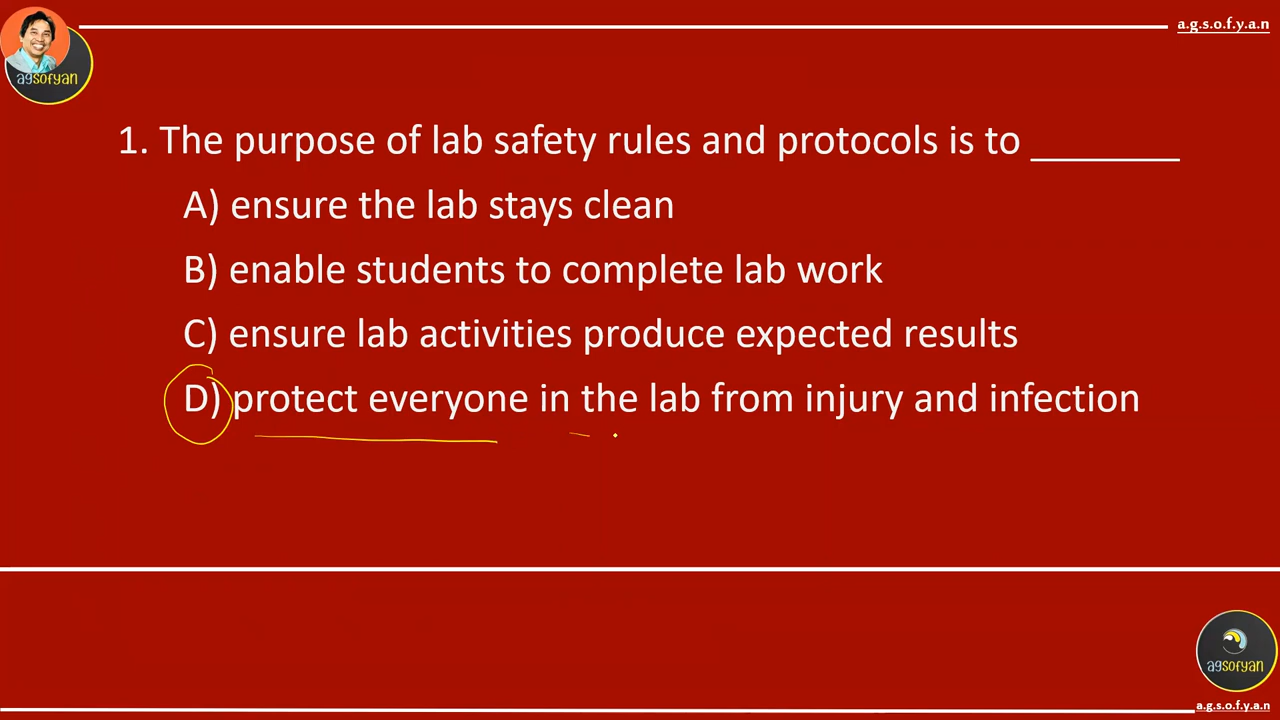 a.g.s.o.f.y.a.n
agsofyan
1. The purpose of lab safety rules and protocols is to _______
A) ensure the lab stays clean
B) enable students to complete lab work
C) ensure lab activities produce expected results
D) protect everyone in the lab from injury and infection
agsofyan
a.g.s.o.f.y.a.n